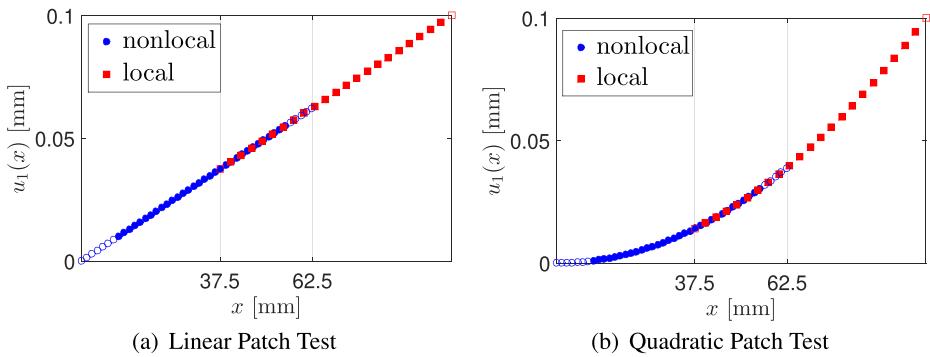 0.1
nonlocal
local
0.05
u₁(x) [mm]
0
37.5 62.5
x [mm]
(a) Linear Patch Test
0.1
nonlocal
local
0.05
u₁(x) [mm]
0
37.5 62.5
x [mm]
(b) Quadratic Patch Test